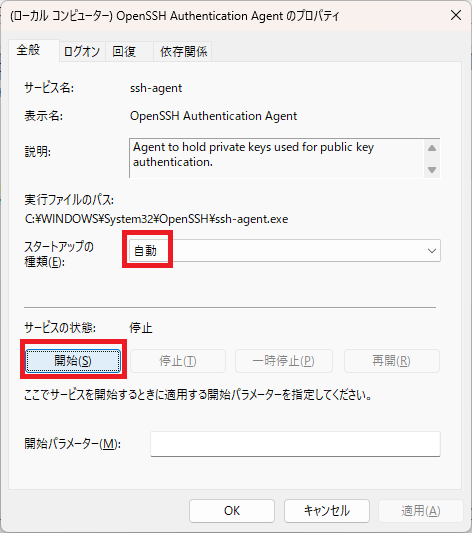 (ローカル コンピューター) OpenSSH Authentication Agent のプロパティ
全般 ログオン 回復 依存関係
サービス名: ssh-agent
表示名: OpenSSH Authentication Agent
説明: Agent to hold private keys used for public key
authentication.
実行ファイルのパス:
C:¥WINDOWS¥System32¥OpenSSH¥ssh-agent.exe
スタートアップの
種類(E): 自動
サービスの状態: 停止
開始(S) 停止(T) 一時停止(P) 再開(R)
ここでサービスを開始するときに適用する開始パラメーターを指定してください。
開始パラメーター(M):
OK キャンセル 適用(A)